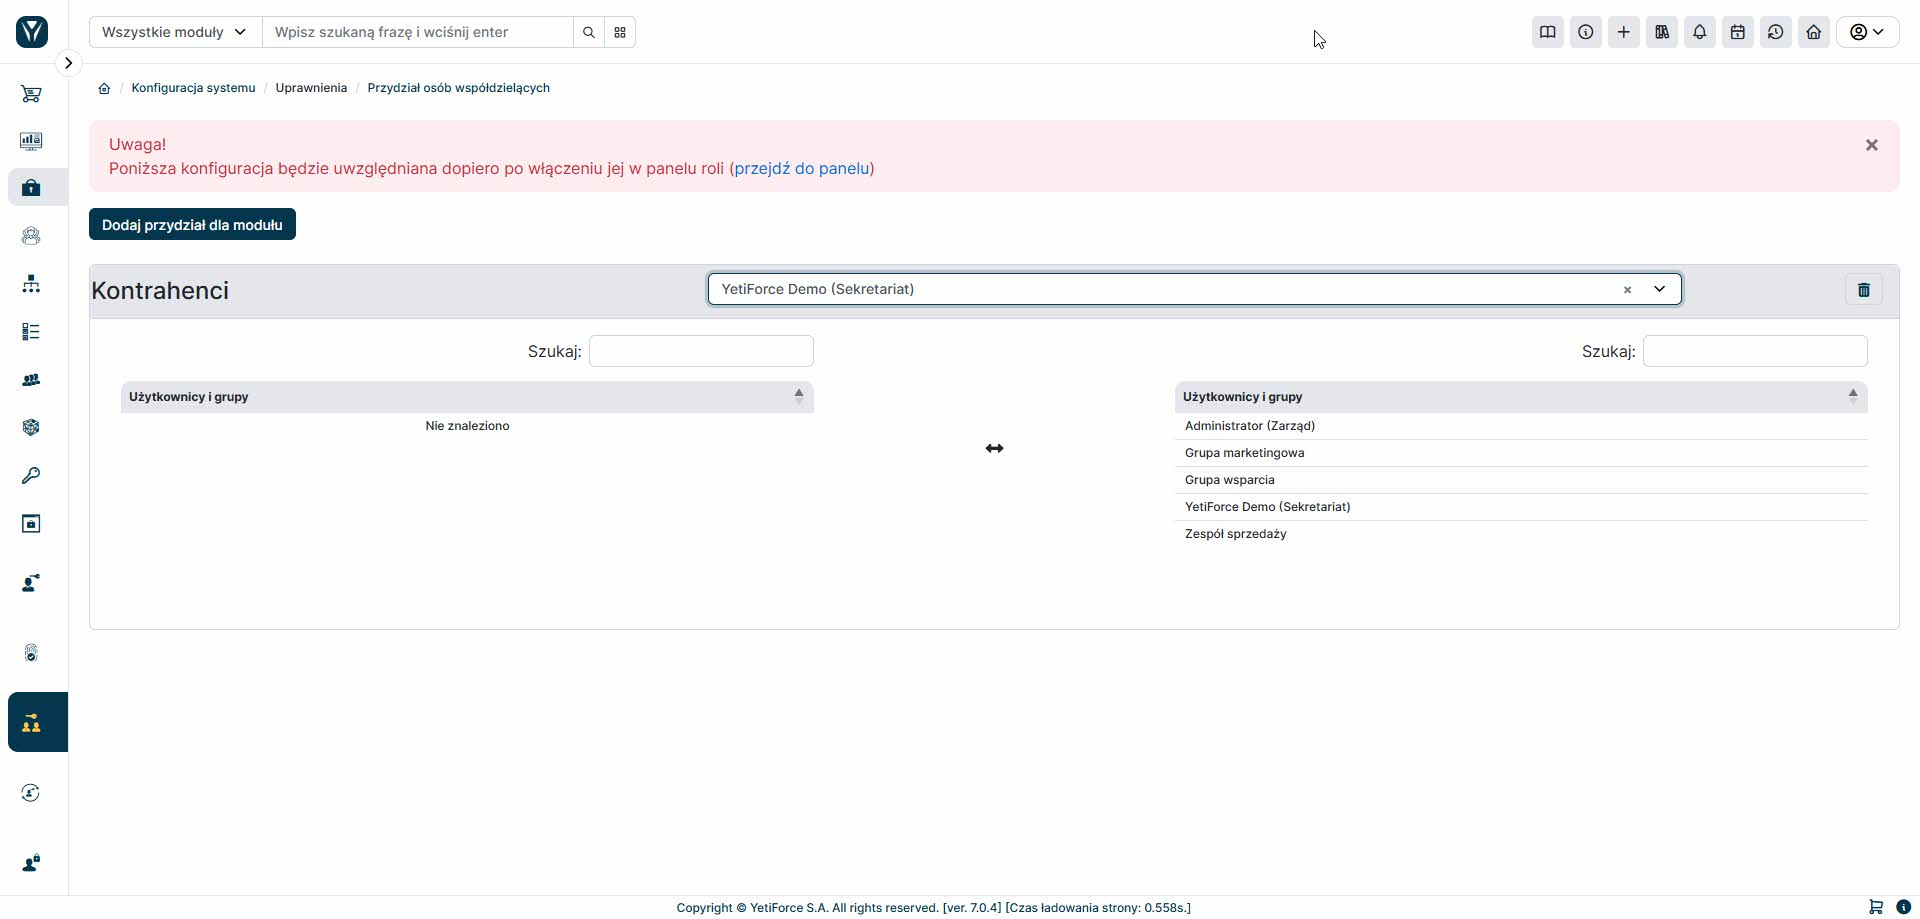 Wszystkie moduły
Wpisz szukaną frazę i wciśnij enter
/ Konfiguracja systemu / Uprawnienia / Przydział osób współdzielących
Uwaga!
Poniższa konfiguracja będzie uwzględniana dopiero po włączeniu jej w panelu roli (przejdź do panelu)
Dodaj przydział dla modułu
Kontrahenci
YetiForce Demo (Sekretariat)
Szukaj:
Użytkownicy i grupy
Nie znaleziono
Szukaj:
Użytkownicy i grupy
Administrator (Zarząd)
Grupa marketingowa
Grupa wsparcia
YetiForce Demo (Sekretariat)
Zespół sprzedaży
Copyright © YetiForce S.A. All rights reserved. [ver. 7.0.4] [Czas ładowania strony: 0.558s.]